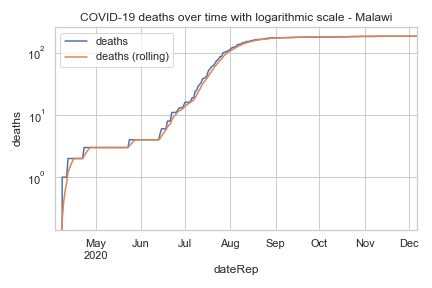 COVID-19 deaths over time with logarithmic scale - Malawi
deaths
deaths (rolling)
10²
10¹
10⁰
deaths
May Jun Jul Aug Sep Oct Nov Dec
2020
dateRep